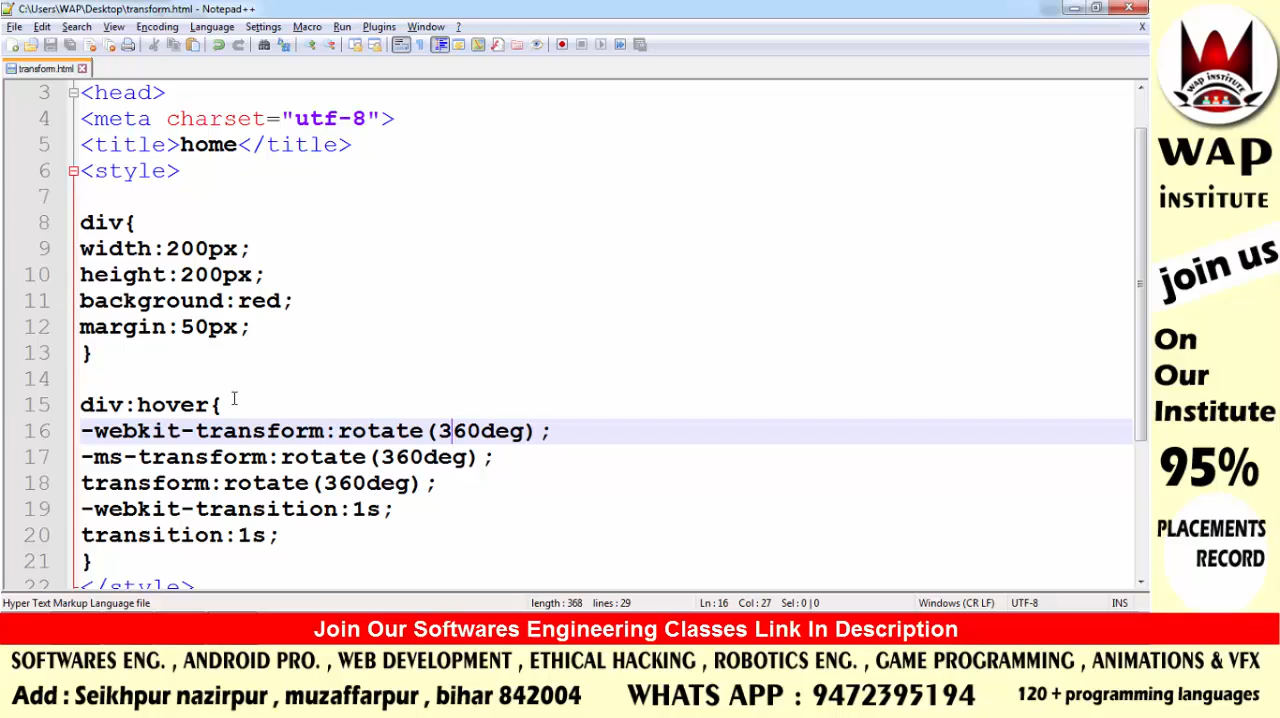 C:\Users\WAP\Desktop\transform.html - Notepad++
File Edit Search View Encoding Language Settings Macro Run Plugins Window ? X
transform.html
3 <head>
4 <meta charset="utf-8">
5 <title>home</title>
6 <style>
7
8 div{
9 width:200px;
10 height:200px;
11 background:red;
12 margin:50px;
13 }
14
15 div:hover{
16 -webkit-transform:rotate(360deg);
17 -ms-transform:rotate(360deg);
18 transform:rotate(360deg);
19 -webkit-transition:1s;
20 transition:1s;
21 }
22 </style>
Hyper Text Markup Language file length : 368 lines : 29 Ln : 16 Col : 27 Sel : 0 | 0 Windows (CR LF) UTF-8 INS
WAP INSTITUTE
WAP
INSTITUTE
join us
On
Our
Institute
95%
PLACEMENTS
RECORD
Join Our Softwares Engineering Classes Link In Description
SOFTWARES ENG. , ANDROID PRO. , WEB DEVELOPMENT , ETHICAL HACKING , ROBOTICS ENG. , GAME PROGRAMMING , ANIMATIONS & VFX
Add : Seikhpur nazirpur , muzaffarpur , bihar 842004 WHATS APP : 9472395194 120 + programming languages